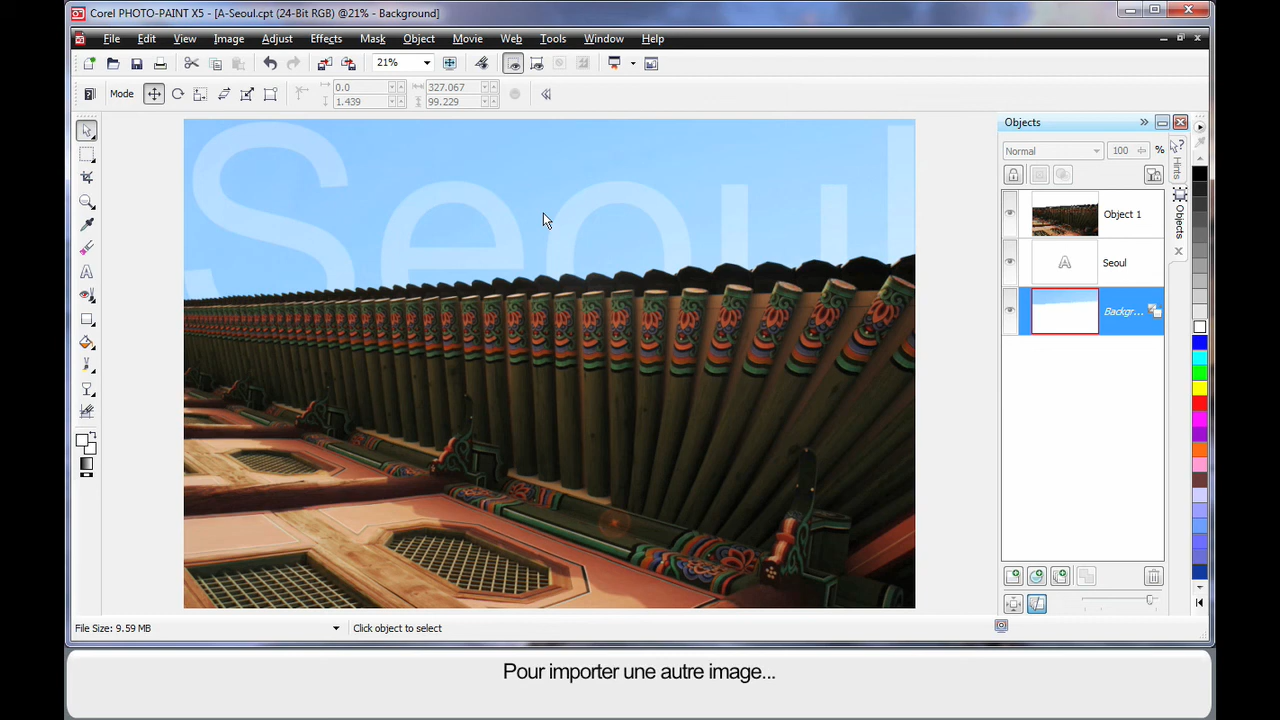 Corel PHOTO-PAINT X5 - [A-Seoul.cpt (24-Bit RGB) @21% - Background]
File Edit View Image Adjust Effects Mask Object Movie Web Tools Window Help
21%
Mode
0.0
1.439
327.067
99.229
Seoul
Objects
Normal
100
%
Hints
Objects
Object 1
Seoul
Backgr...
File Size: 9.59 MB
Click object to select
Pour importer une autre image...